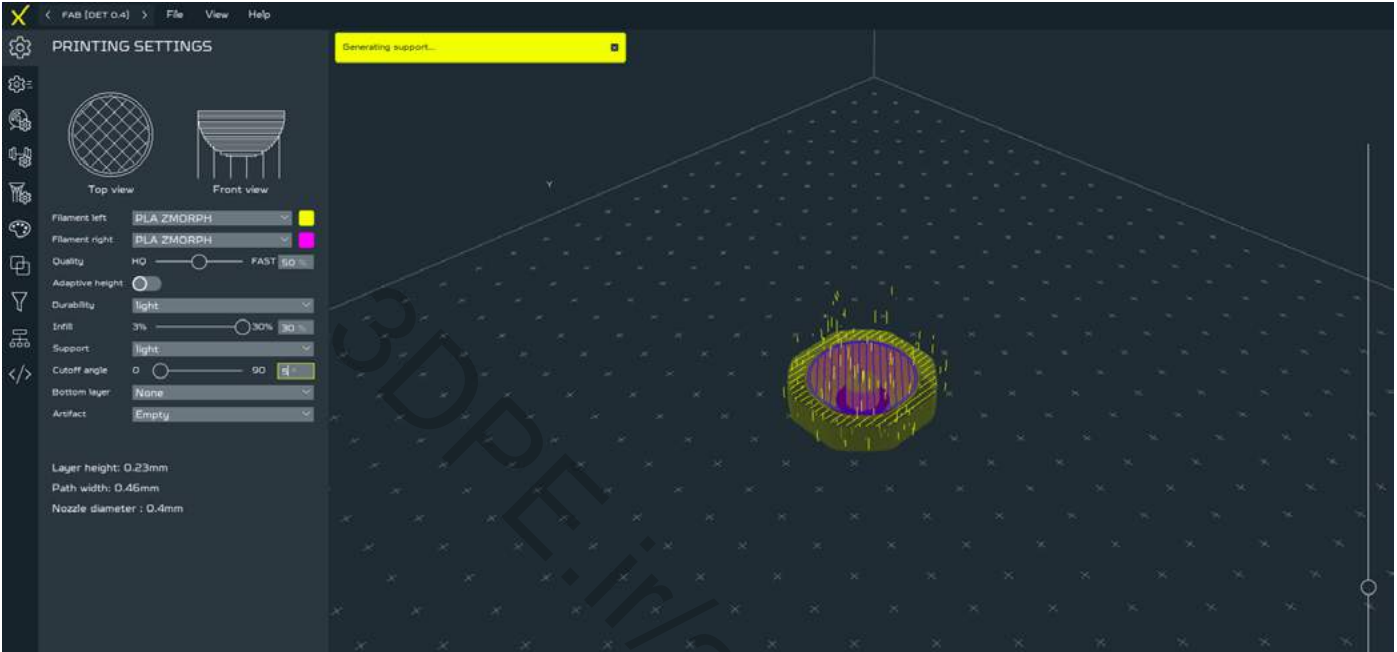 FAB [DET 0.4] File View Help
PRINTING SETTINGS
Generating support...
Top view Front view
Filament left PLA ZMORPH
Filament right PLA ZMORPH
Quality HQ FAST 50 %
Adaptive height
Durability light
Infill 3% 30% 30 %
Support light
Cutoff angle 0 90 5 °
Bottom layer None
Artifact Empty
Layer height: 0.23mm
Path width: 0.46mm
Nozzle diameter : 0.4mm
Y
3DPE.ir/